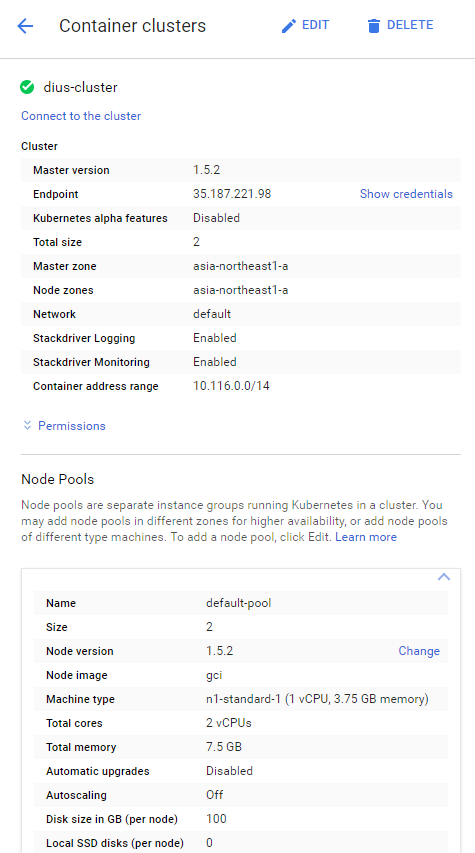 Container clusters EDIT DELETE
dius-cluster
Connect to the cluster
Cluster
Master version 1.5.2
Endpoint 35.187.221.98 Show credentials
Kubernetes alpha features Disabled
Total size 2
Master zone asia-northeast1-a
Node zones asia-northeast1-a
Network default
Stackdriver Logging Enabled
Stackdriver Monitoring Enabled
Container address range 10.116.0.0/14
Permissions
Node Pools
Node pools are separate instance groups running Kubernetes in a cluster. You
may add node pools in different zones for higher availability, or add node pools
of different type machines. To add a node pool, click Edit. Learn more
Name default-pool
Size 2
Node version 1.5.2 Change
Node image gci
Machine type n1-standard-1 (1 vCPU, 3.75 GB memory)
Total cores 2 vCPUs
Total memory 7.5 GB
Automatic upgrades Disabled
Autoscaling Off
Disk size in GB (per node) 100
Local SSD disks (per node) 0